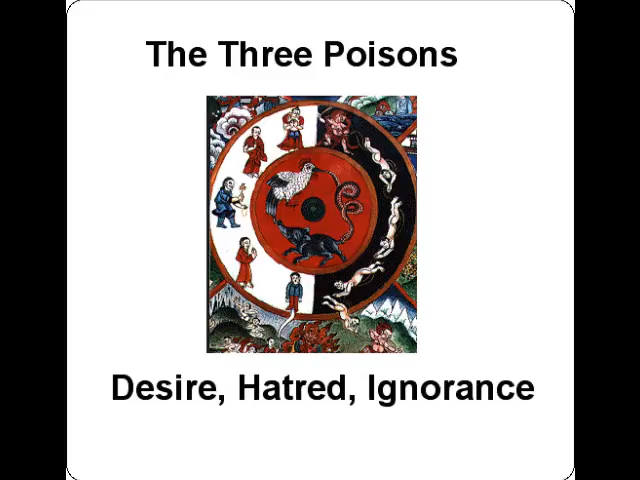 The Three Poisons
Desire, Hatred, Ignorance